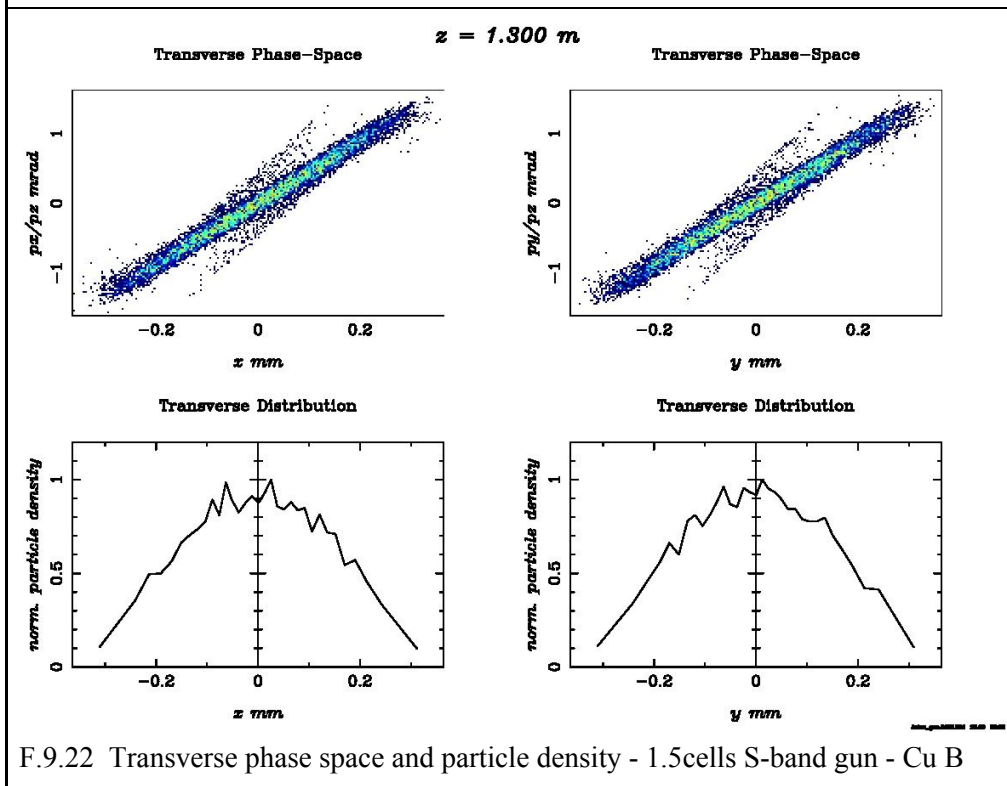 z = 1.300 m
Transverse Phase-Space
Transverse Phase-Space
px/pz mrad
1
0
−1
−0.2 0 0.2
x mm
py/pz mrad
1
0
−1
−0.2 0 0.2
y mm
Transverse Distribution
Transverse Distribution
norm. particle density
1
0.5
0
−0.2 0 0.2
x mm
norm. particle density
1
0.5
0
−0.2 0 0.2
y mm
F.9.22 Transverse phase space and particle density - 1.5cells S-band gun - Cu B